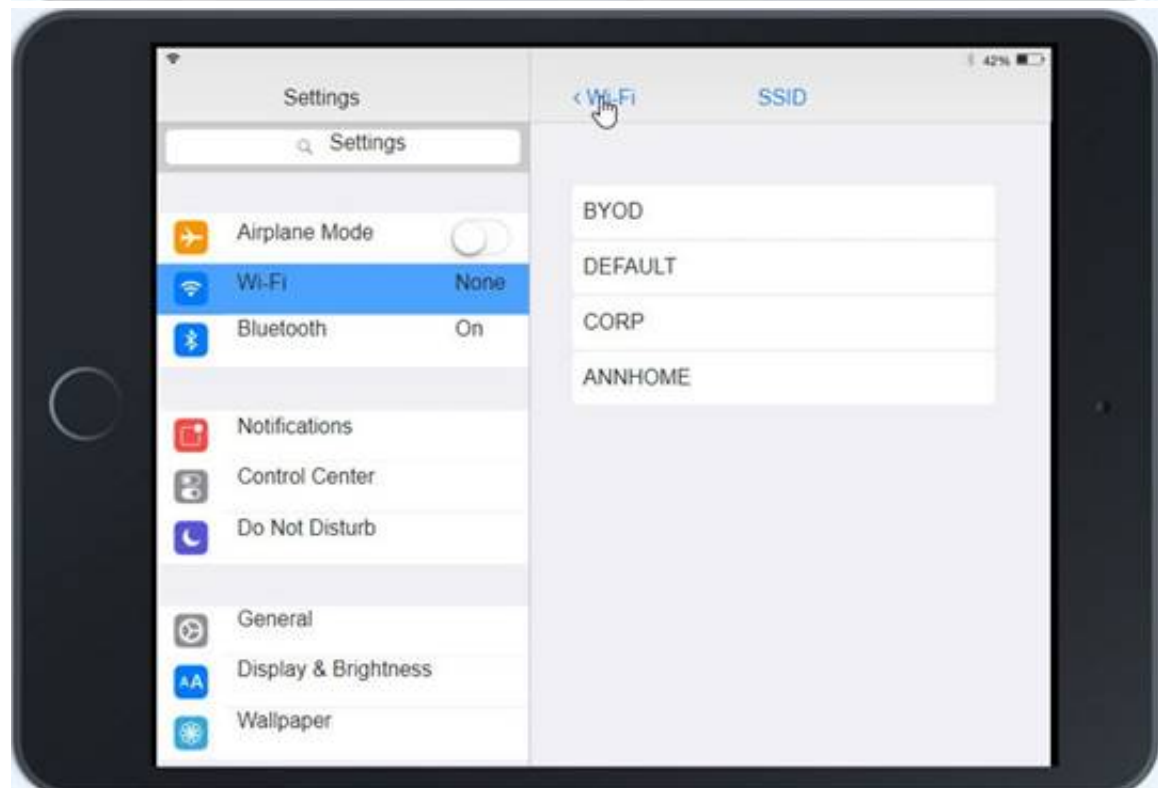 42%
Settings
< Wi-Fi
SSID
Settings
Airplane Mode
Wi-Fi None
Bluetooth On
Notifications
Control Center
Do Not Disturb
General
AA Display & Brightness
Wallpaper
BYOD
DEFAULT
CORP
ANNHOME